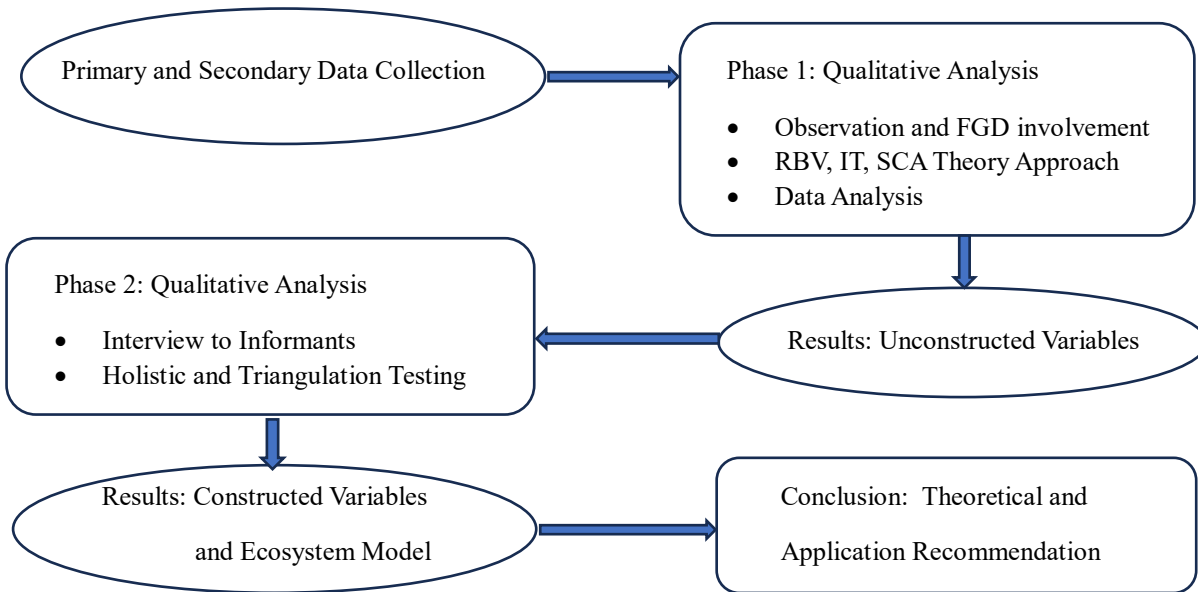 Primary and Secondary Data Collection
Phase 1: Qualitative Analysis
• Observation and FGD involvement
• RBV, IT, SCA Theory Approach
• Data Analysis
Results: Unconstructed Variables
Phase 2: Qualitative Analysis
• Interview to Informants
• Holistic and Triangulation Testing
Results: Constructed Variables
and Ecosystem Model
Conclusion: Theoretical and
Application Recommendation